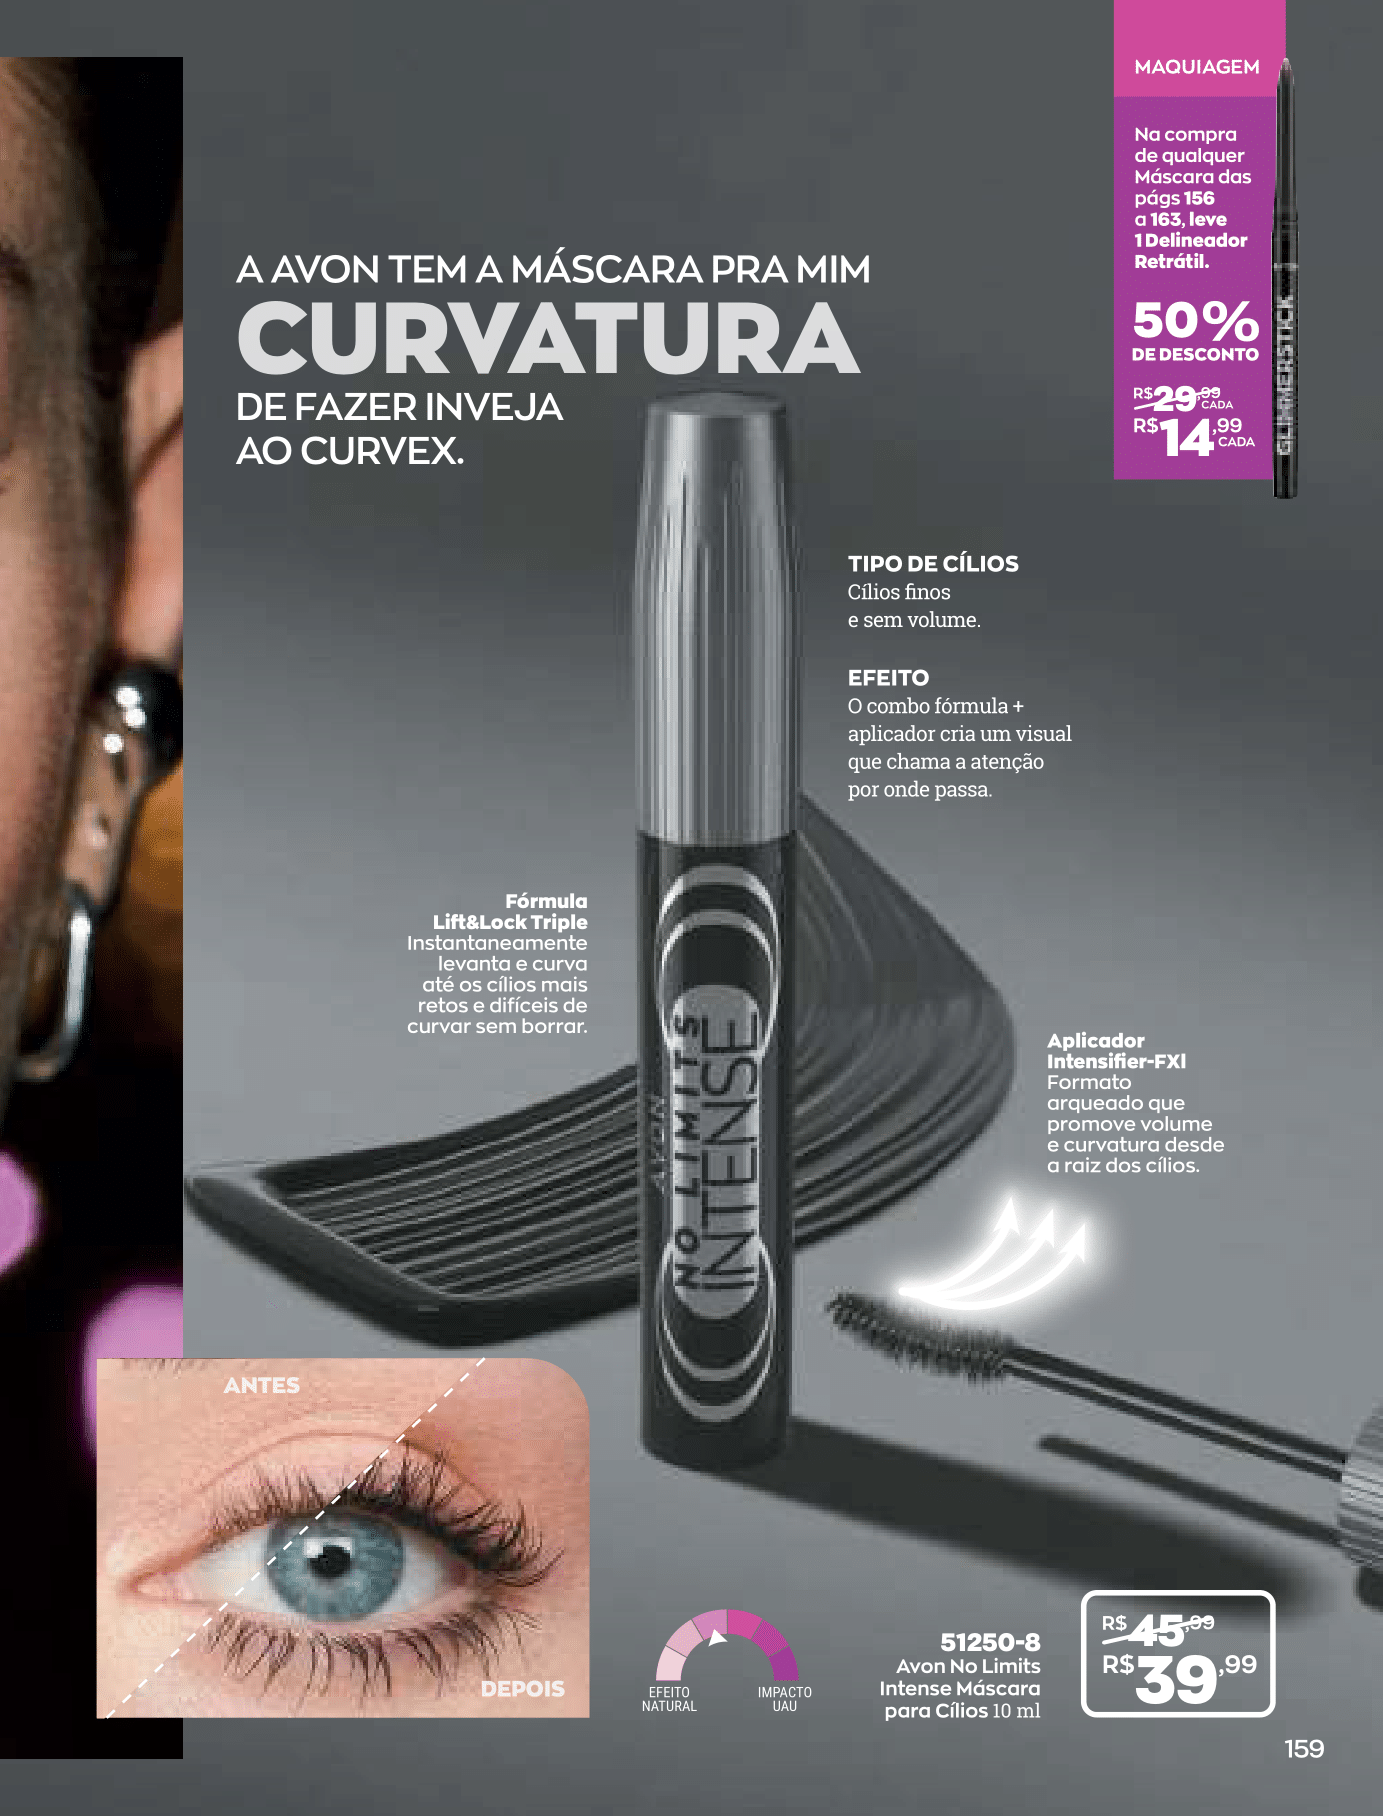 MAQUIAGEM
Na compra
de qualquer
Máscara das
págs 156
a 163, leve
1 Delineador
Retrátil.
50%
DE DESCONTO
R$29,99
CADA
R$14,99
CADA
GLIMMERSTICK
A AVON TEM A MÁSCARA PRA MIM
CURVATURA
DE FAZER INVEJA
AO CURVEX.
TIPO DE CÍLIOS
Cílios finos
e sem volume.
EFEITO
O combo fórmula +
aplicador cria um visual
que chama a atenção
por onde passa.
Fórmula
Lift&Lock Triple
Instantaneamente
levanta e curva
até os cílios mais
retos e difíceis de
curvar sem borrar.
AVON
NO LIMITS
INTENSE
Aplicador
Intensifier-FXl
Formato
arqueado que
promove volume
e curvatura desde
a raiz dos cílios.
ANTES
DEPOIS
EFEITO
NATURAL
IMPACTO
UAU
51250-8
Avon No Limits
Intense Máscara
para Cílios 10 ml
R$45,99
R$39,99
159